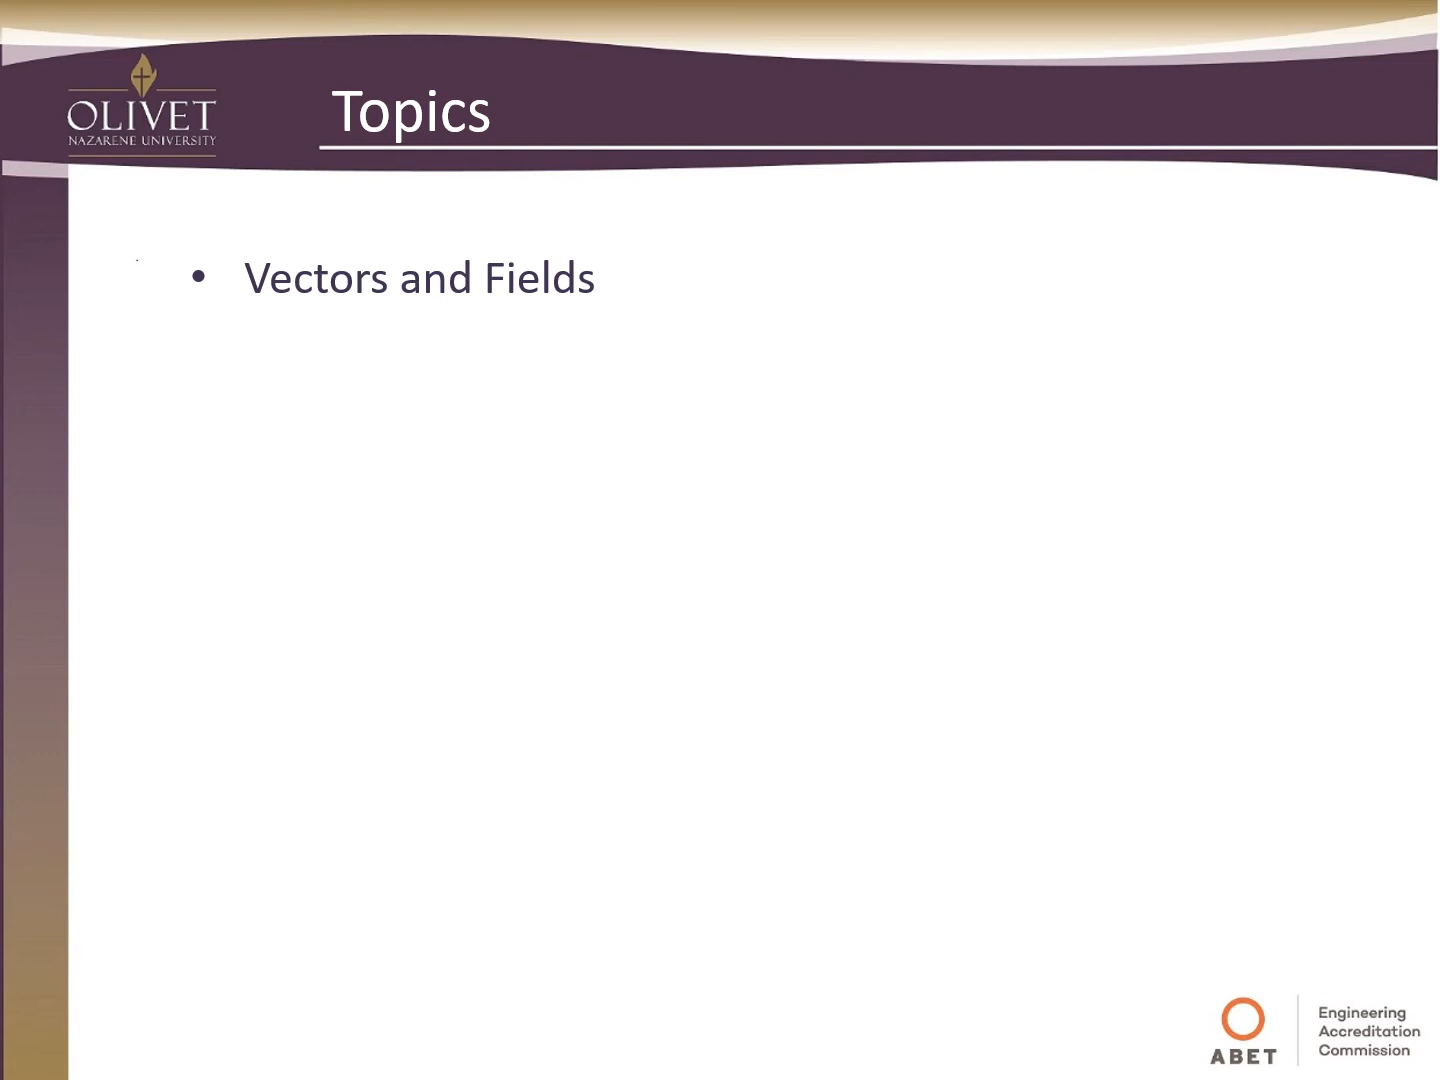 OLIVET
NAZARENE UNIVERSITY
Topics
• Vectors and Fields
ABET
Engineering
Accreditation
Commission